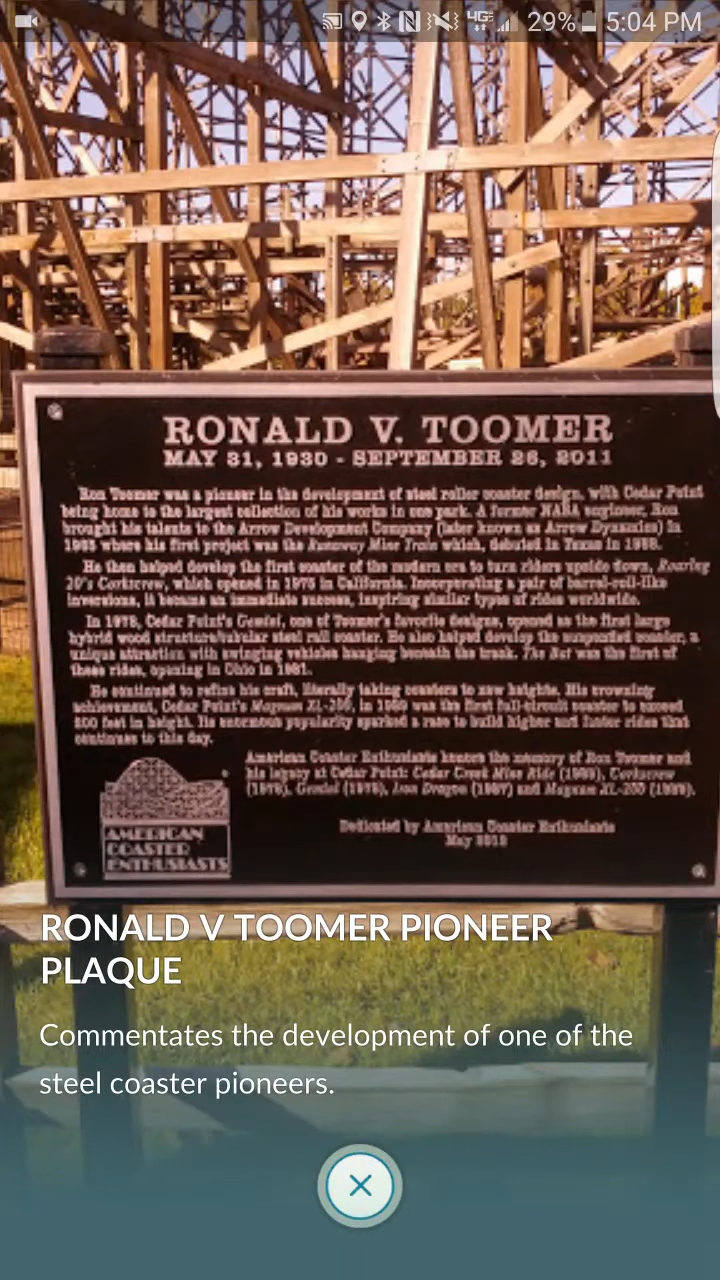 4G 29% 5:04 PM
RONALD V. TOOMER
MAY 31, 1930 - SEPTEMBER 26, 2011
Ron Toomer was a pioneer in the development of steel roller coaster design, with Cedar Point
being home to the largest collection of his works in one park. A former NASA engineer, Ron
brought his talents to the Arrow Development Company (later known as Arrow Dynamics) in
1965 where his first project was the Runaway Mine Train which, debuted in Texas in 1966.
He then helped develop the first coaster of the modern era to turn riders upside down, Roaring
20's Corkscrew, which opened in 1975 in California. Incorporating a pair of barrel-roll-like
inversions, it became an immediate success, inspiring similar types of rides worldwide.
In 1978, Cedar Point's Gemini, one of Toomer's favorite designs, opened as the first large
hybrid wood structure/tubular steel rail coaster. He also helped develop the suspended coaster, a
unique attraction with swinging vehicles hanging beneath the track. The Bat was the first of
these rides, opening in Ohio in 1981.
He continued to refine his craft, literally taking coasters to new heights. His crowning
achievement, Cedar Point's Magnum XL-200, in 1989 was the first full-circuit coaster to exceed
200 feet in height. Its enormous popularity sparked a race to build higher and faster rides that
continues to this day.
American Coaster Enthusiasts honors the memory of Ron Toomer and
his legacy at Cedar Point: Cedar Creek Mine Ride (1969), Corkscrew
(1976), Gemini (1978), Iron Dragon (1987) and Magnum XL-200 (1989).
Dedicated by American Coaster Enthusiasts
May
AMERICAN
COASTER
ENTHUSIASTS
RONALD V TOOMER PIONEER
PLAQUE
Commentates the development of one of the
steel coaster pioneers.